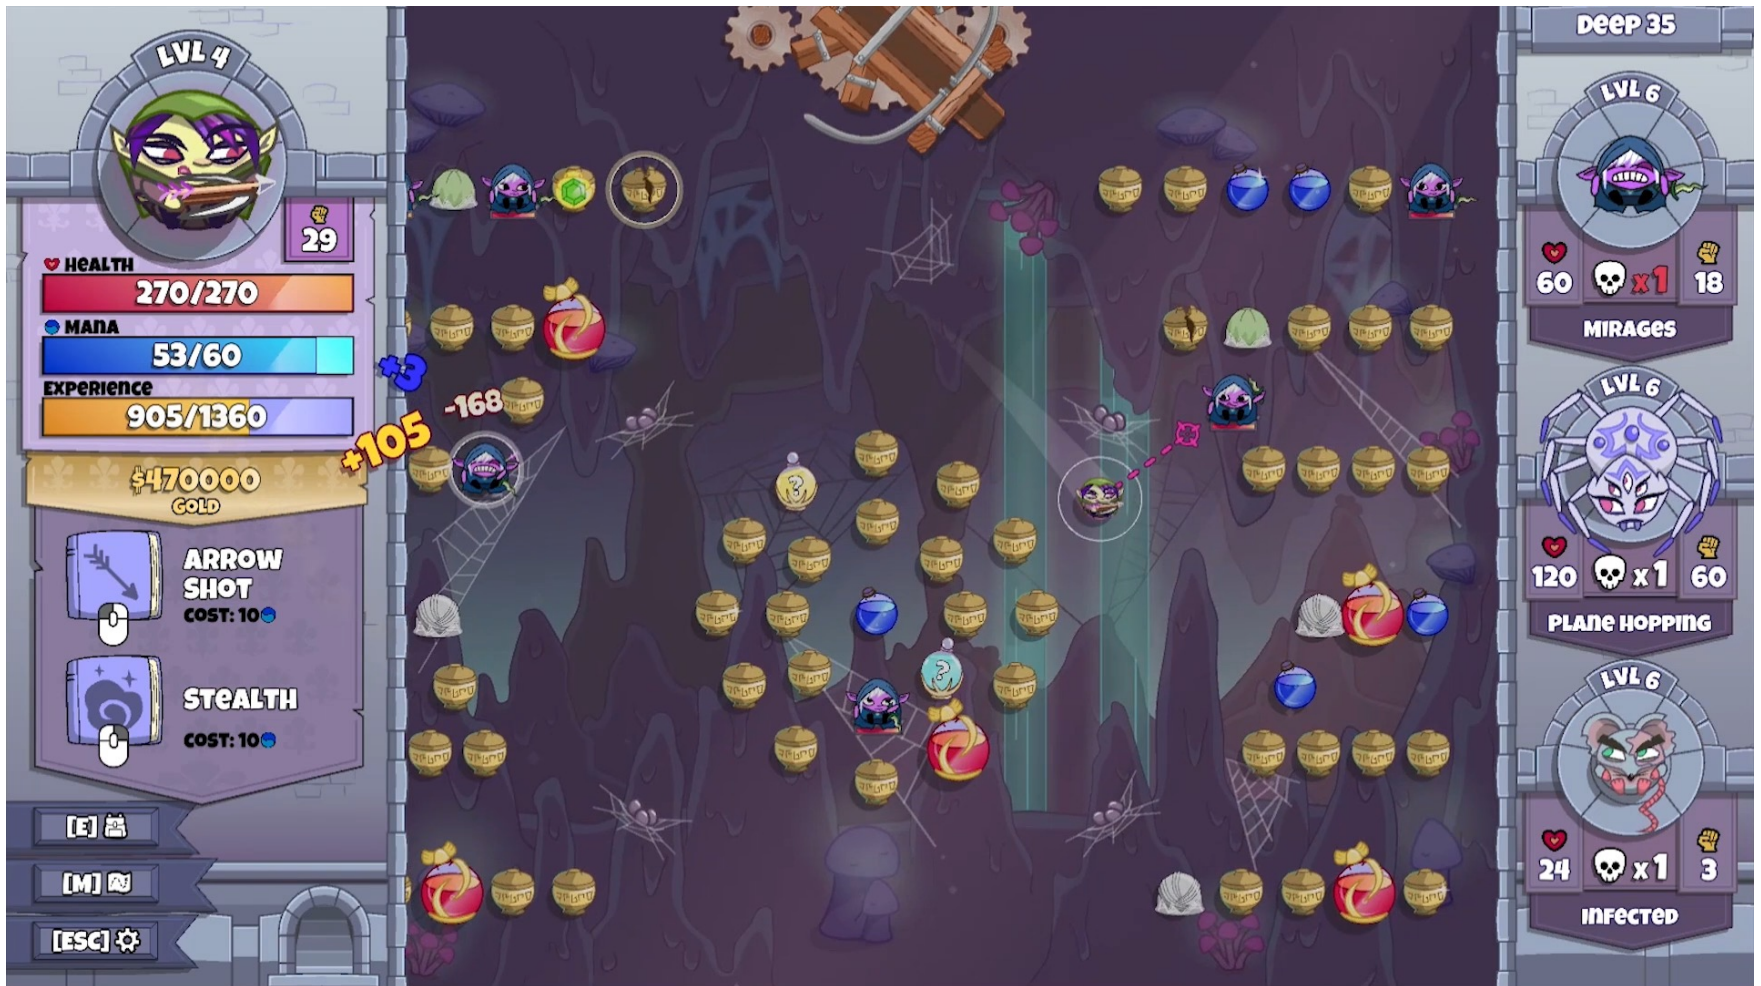 LVL 4
29
HEALTH
270/270
MANA
53/60
EXPERIENCE
905/1360
$470000
GOLD
ARROW
SHOT
COST: 10
STEALTH
COST: 10
[E]
[M]
[ESC]
+3
+105
-168
?
?
DEEP 35
LVL 6
60
x1
18
MIRAGES
LVL 6
120
x1
60
PLANE HOPPING
LVL 6
24
x1
3
INFECTED